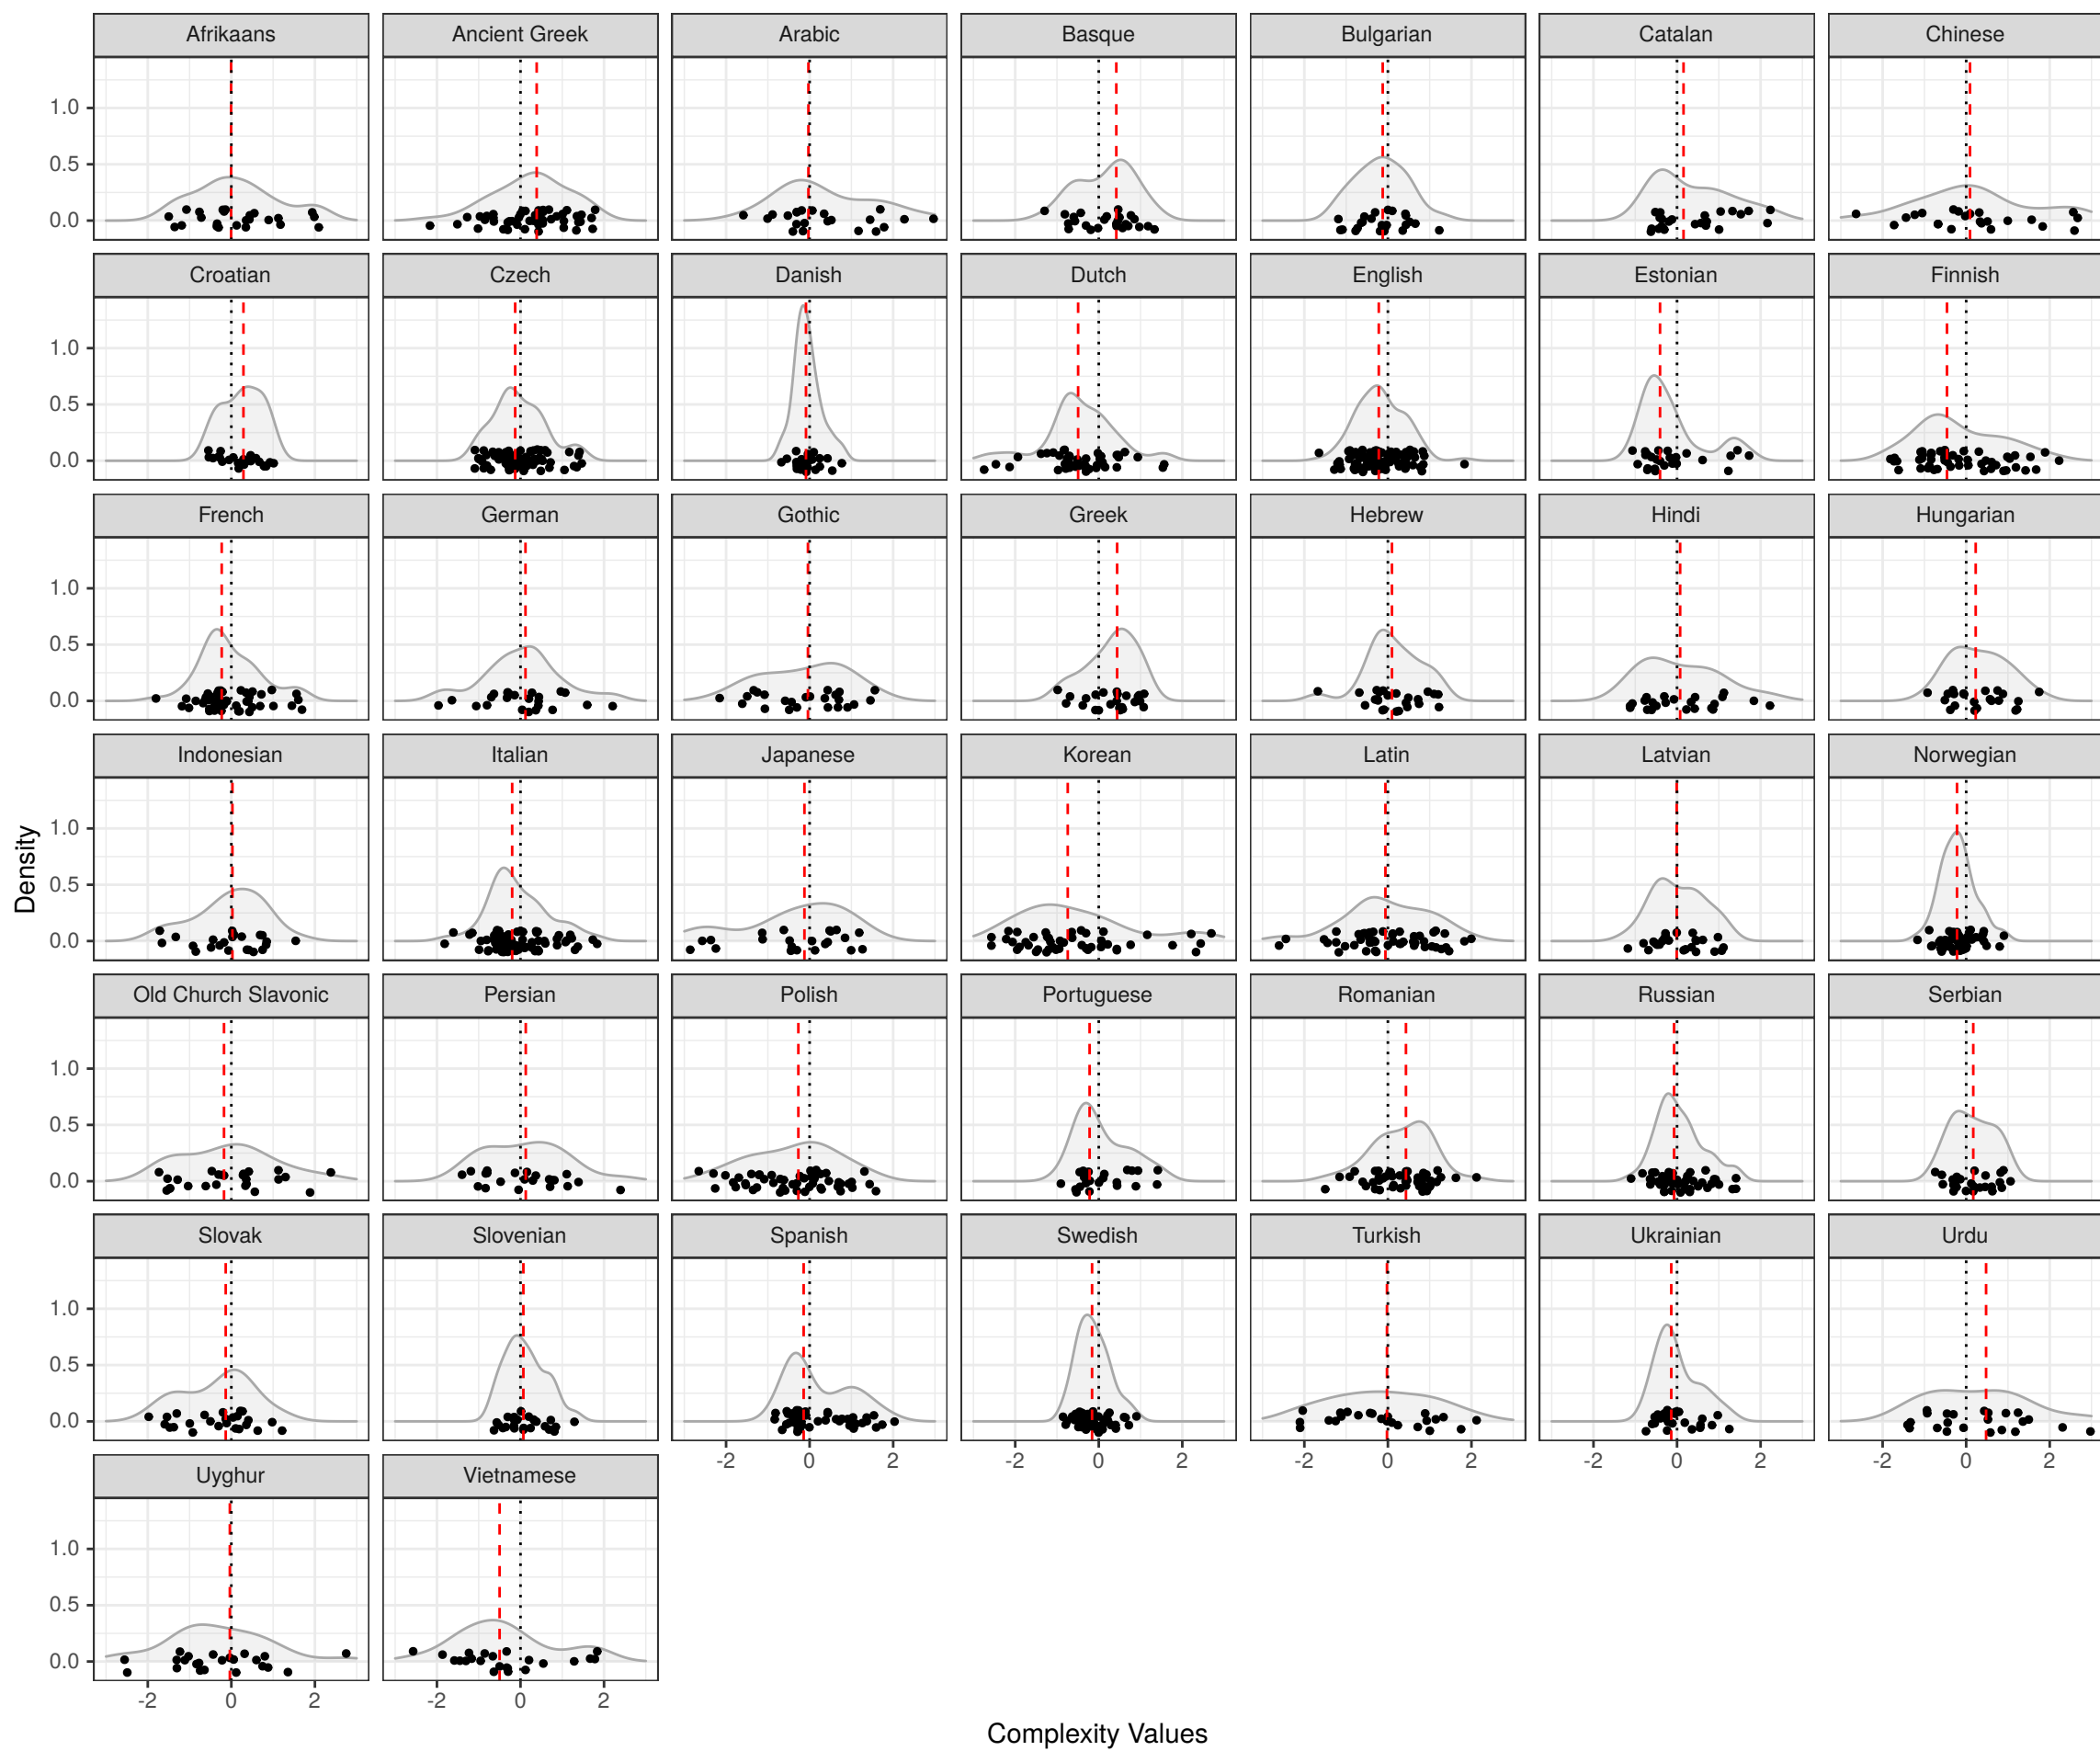 Afrikaans Ancient Greek Arabic Basque Bulgarian Catalan Chinese
1.0
0.5
0.0
Croatian Czech Danish Dutch English Estonian Finnish
1.0
0.5
0.0
French German Gothic Greek Hebrew Hindi Hungarian
1.0
0.5
0.0
Indonesian Italian Japanese Korean Latin Latvian Norwegian
1.0
0.5
0.0
Density
Old Church Slavonic Persian Polish Portuguese Romanian Russian Serbian
1.0
0.5
0.0
Slovak Slovenian Spanish Swedish Turkish Ukrainian Urdu
1.0
0.5
0.0
-2 0 2 -2 0 2 -2 0 2 -2 0 2 -2 0 2
Uyghur Vietnamese
1.0
0.5
0.0
-2 0 2 -2 0 2
Complexity Values